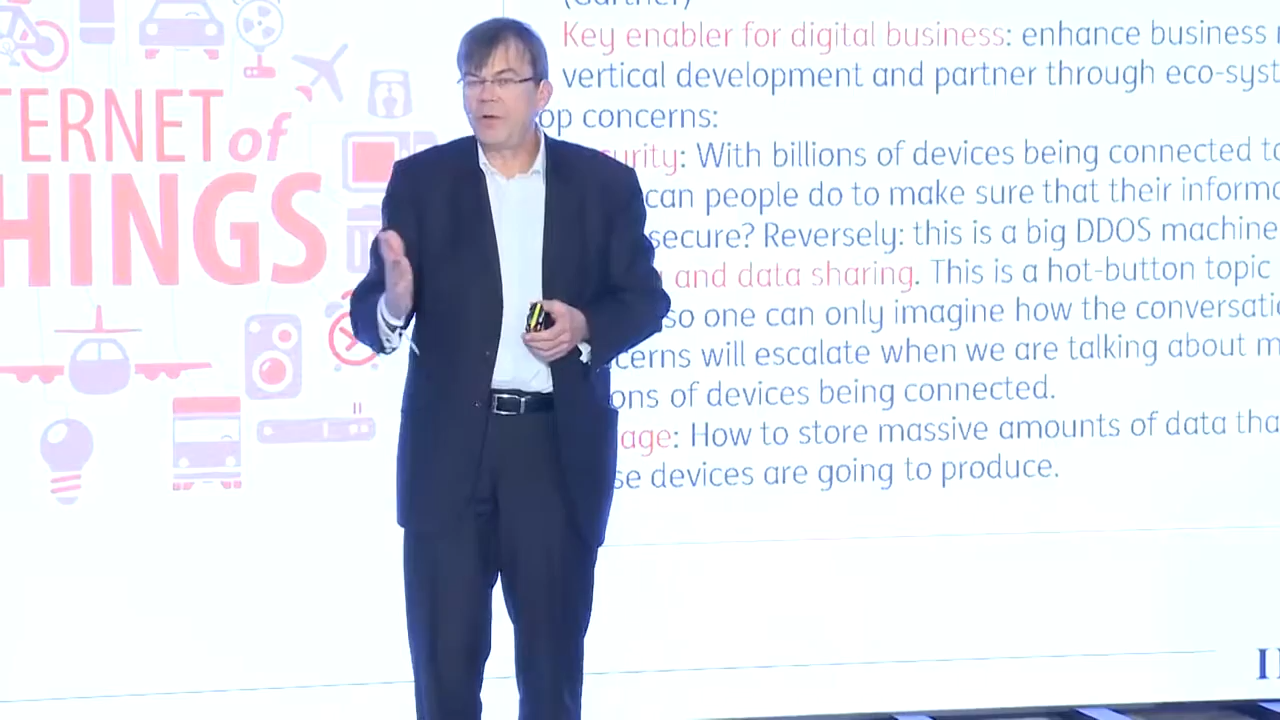 TERNET of
HINGS
(Gartner)
Key enabler for digital business: enhance business
vertical development and partner through eco-syst
op concerns:
urity: With billions of devices being connected to
can people do to make sure that their informa
secure? Reversely: this is a big DDOS machine
and data sharing. This is a hot-button topic
so one can only imagine how the conversati
cerns will escalate when we are talking about m
ons of devices being connected.
age: How to store massive amounts of data tha
se devices are going to produce.